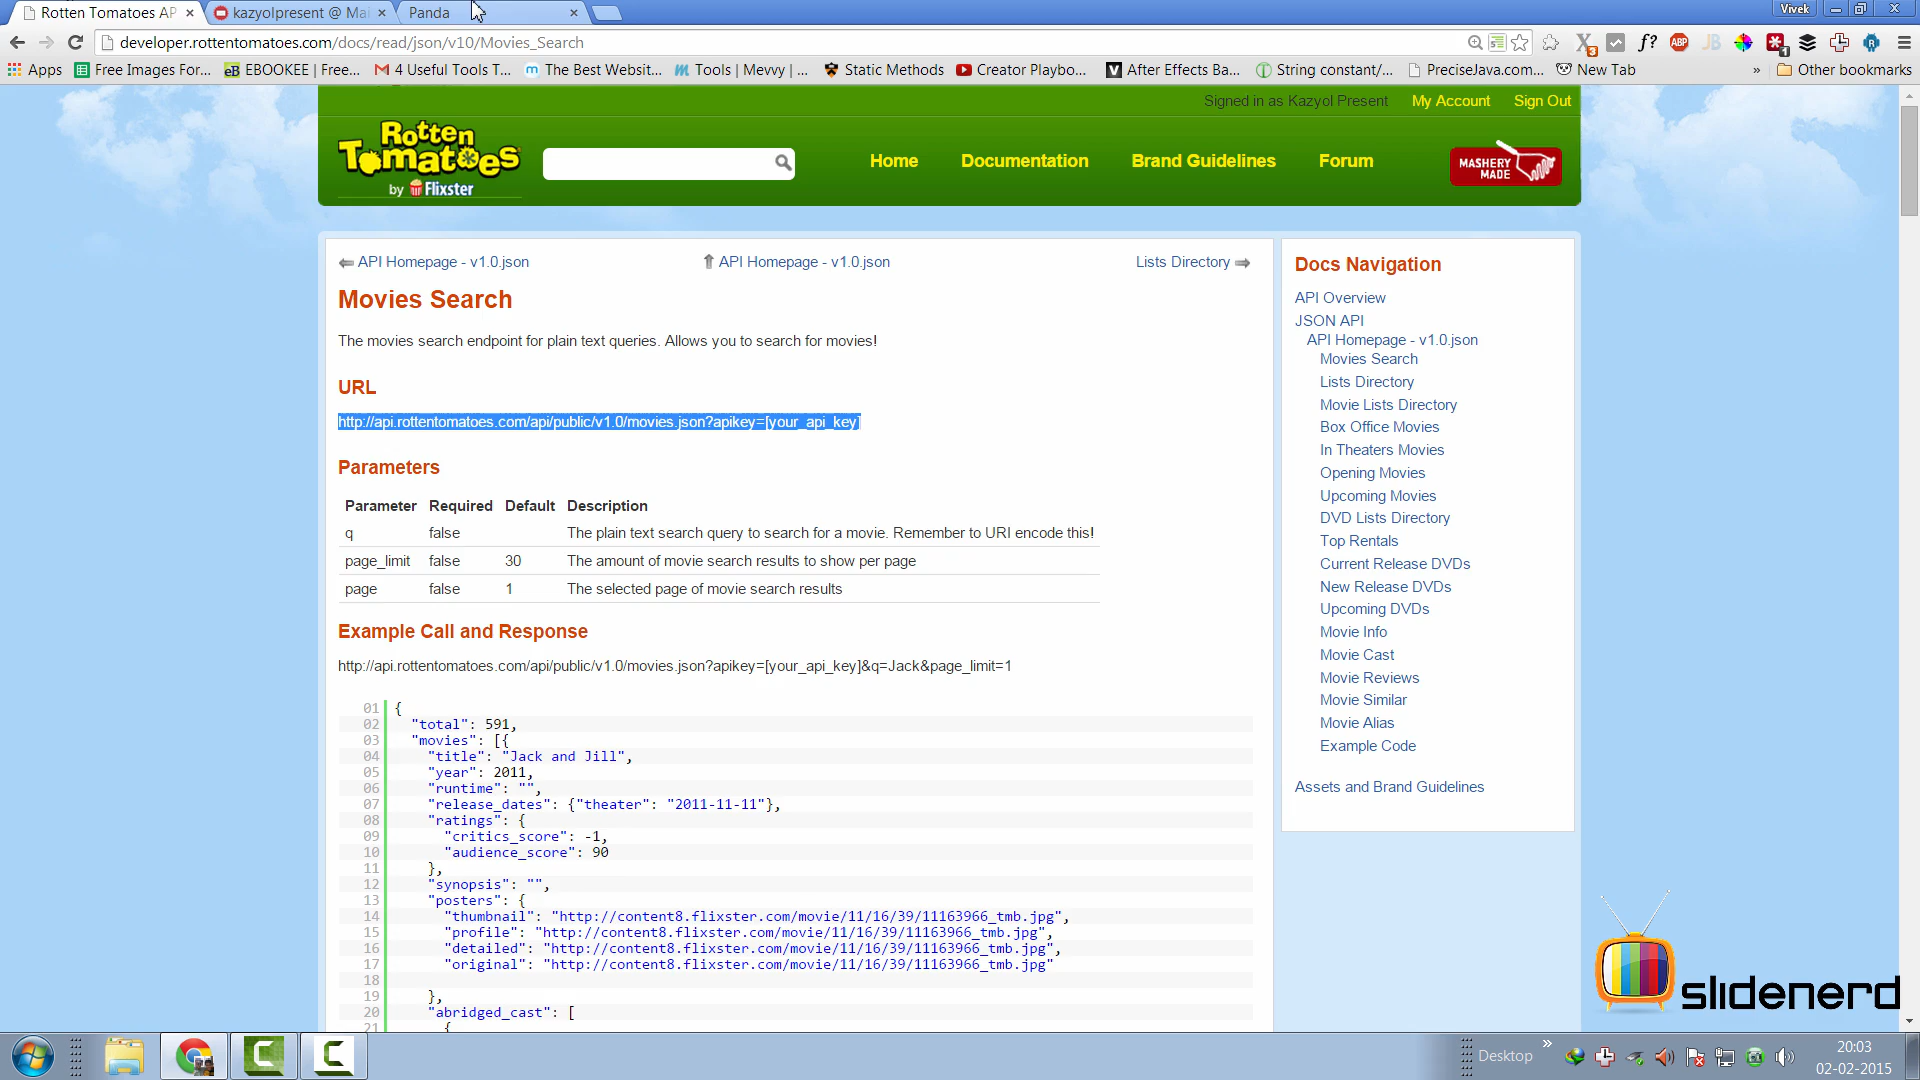 Rotten Tomatoes AP
kazyolpresent @ Mai
Panda
Vivek
developer.rottentomatoes.com/docs/read/json/v10/Movies_Search
Apps
Free Images For...
EBOOKEE | Free...
4 Useful Tools T...
The Best Websit...
Tools | Mevvy | ...
Static Methods
Creator Playbo...
After Effects Ba...
String constant/...
PreciseJava.com...
New Tab
»
Other bookmarks
Signed in as Kazyol Present
My Account
Sign Out
Rotten Tomatoes
by Flixster
Home
Documentation
Brand Guidelines
Forum
MASHERY MADE
API Homepage - v1.0.json
API Homepage - v1.0.json
Lists Directory
Movies Search
The movies search endpoint for plain text queries. Allows you to search for movies!
URL
http://api.rottentomatoes.com/api/public/v1.0/movies.json?apikey=[your_api_key]
Parameters
Parameter Required Default Description
q false The plain text search query to search for a movie. Remember to URI encode this!
page_limit false 30 The amount of movie search results to show per page
page false 1 The selected page of movie search results
Example Call and Response
http://api.rottentomatoes.com/api/public/v1.0/movies.json?apikey=[your_api_key]&q=Jack&page_limit=1
01 {
02 "total": 591,
03 "movies": [{
04 "title": "Jack and Jill",
05 "year": 2011,
06 "runtime": "",
07 "release_dates": {"theater": "2011-11-11"},
08 "ratings": {
09 "critics_score": -1,
10 "audience_score": 90
11 },
12 "synopsis": "",
13 "posters": {
14 "thumbnail": "http://content8.flixster.com/movie/11/16/39/11163966_tmb.jpg",
15 "profile": "http://content8.flixster.com/movie/11/16/39/11163966_tmb.jpg",
16 "detailed": "http://content8.flixster.com/movie/11/16/39/11163966_tmb.jpg",
17 "original": "http://content8.flixster.com/movie/11/16/39/11163966_tmb.jpg"
18
19 },
20 "abridged_cast": [
21 {
Docs Navigation
API Overview
JSON API
API Homepage - v1.0.json
Movies Search
Lists Directory
Movie Lists Directory
Box Office Movies
In Theaters Movies
Opening Movies
Upcoming Movies
DVD Lists Directory
Top Rentals
Current Release DVDs
New Release DVDs
Upcoming DVDs
Movie Info
Movie Cast
Movie Reviews
Movie Similar
Movie Alias
Example Code
Assets and Brand Guidelines
slidenerd
Desktop
»
20:03
02-02-2015